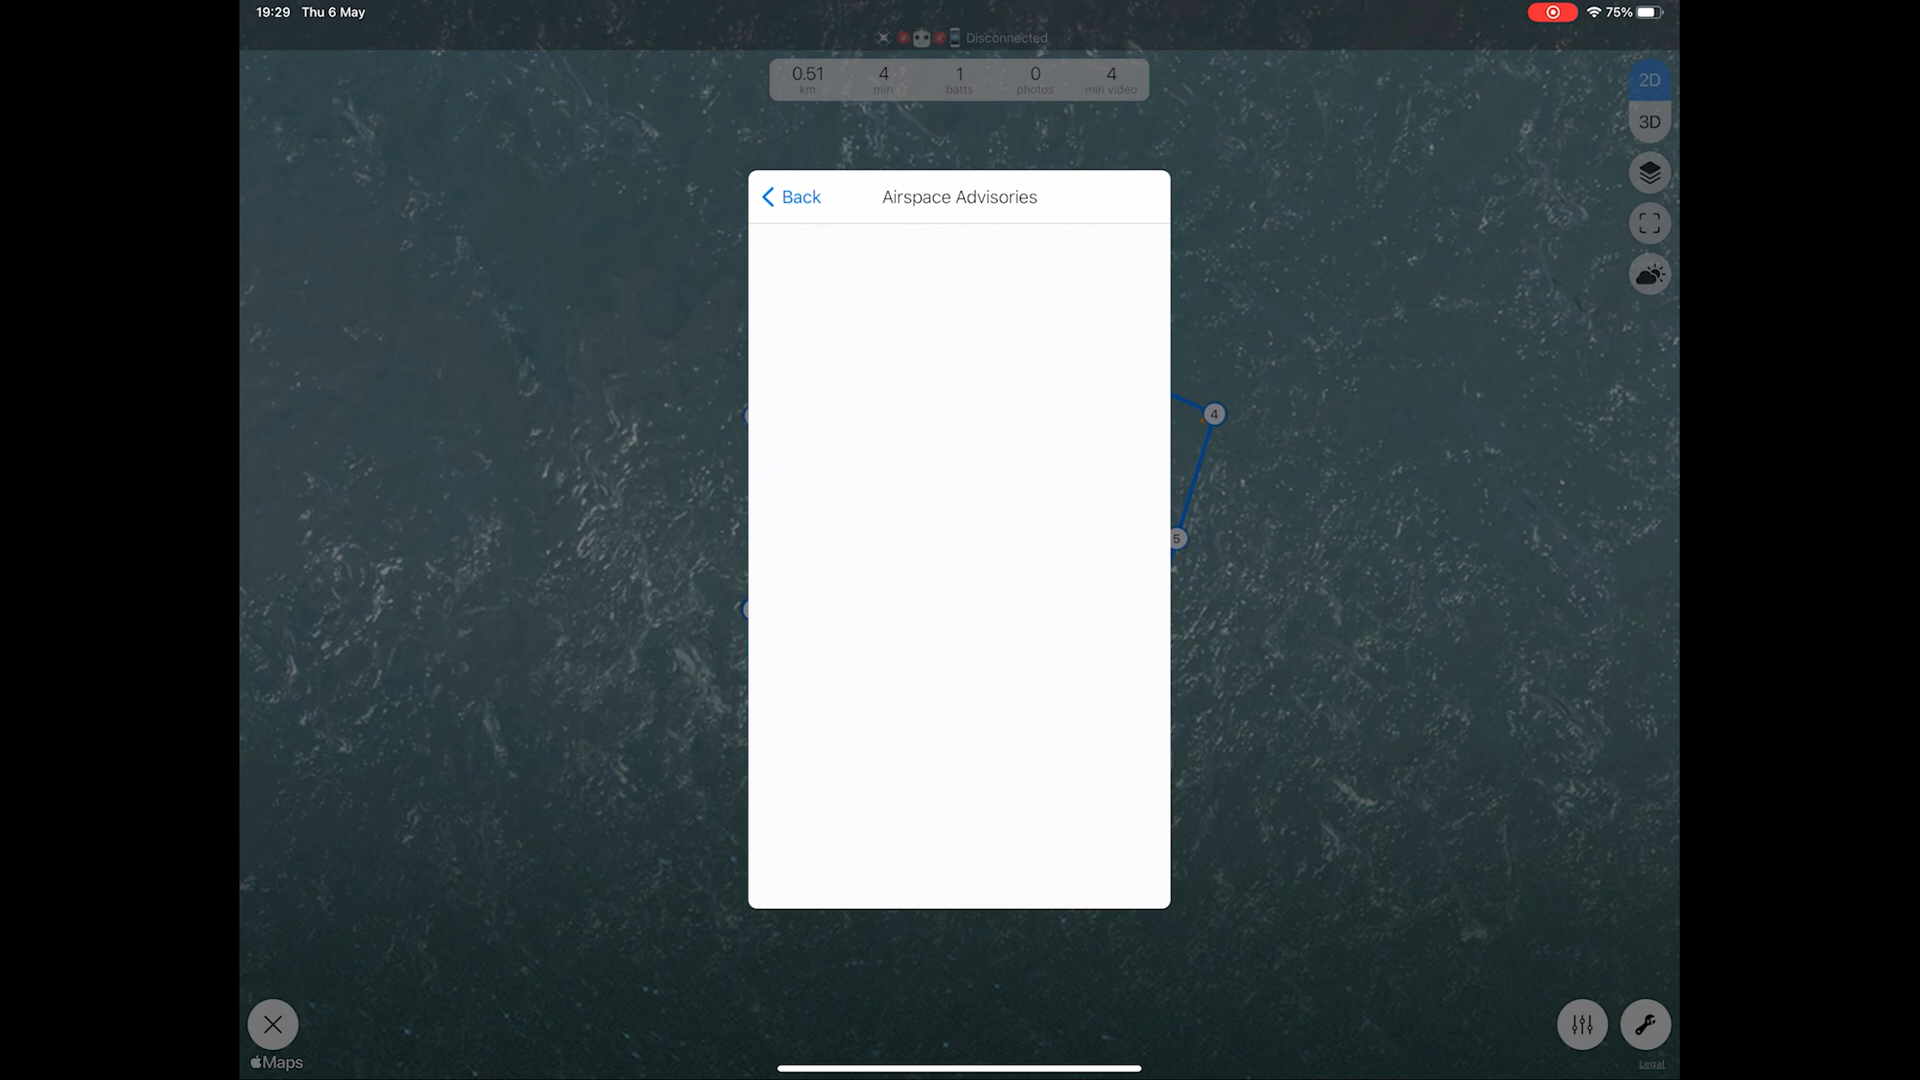 19:29 Thu 6 May
75%
Disconnected
0.51 4 1 0 4
km min batts photos min video
2D
3D
Back Airspace Advisories
4
5
Maps
Legal